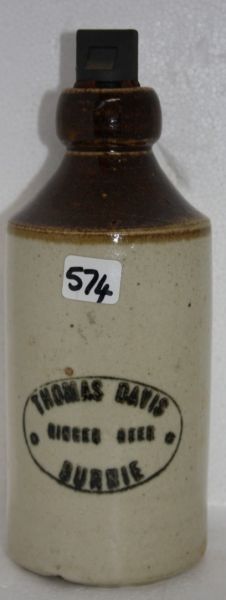 574
THOMAS DAVIS
GINGER BEER
BURNIE